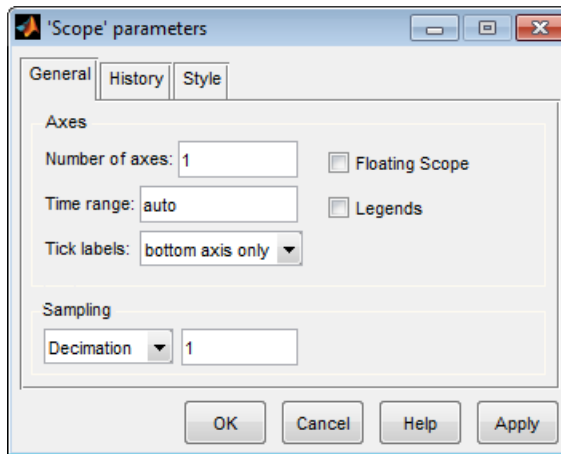 'Scope' parameters
General History Style
Axes
Number of axes: 1 Floating Scope
Time range: auto Legends
Tick labels: bottom axis only
Sampling
Decimation 1
OK Cancel Help Apply